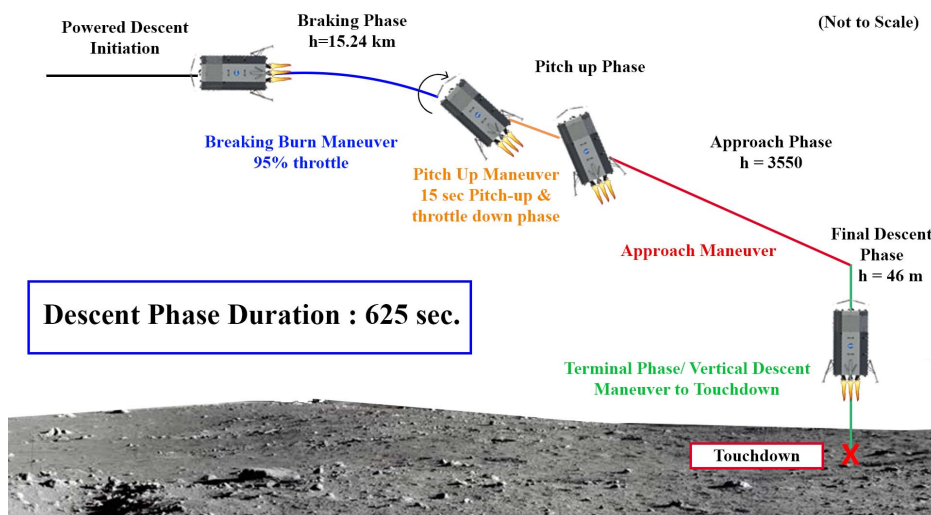 Powered Descent
Initiation
Braking Phase
h=15.24 km
(Not to Scale)
Pitch up Phase
Breaking Burn Maneuver
95% throttle
Pitch Up Maneuver
15 sec Pitch-up &
throttle down phase
Approach Phase
h = 3550
Approach Maneuver
Final Descent
Phase
h = 46 m
Descent Phase Duration : 625 sec.
Terminal Phase/ Vertical Descent
Maneuver to Touchdown
Touchdown
X